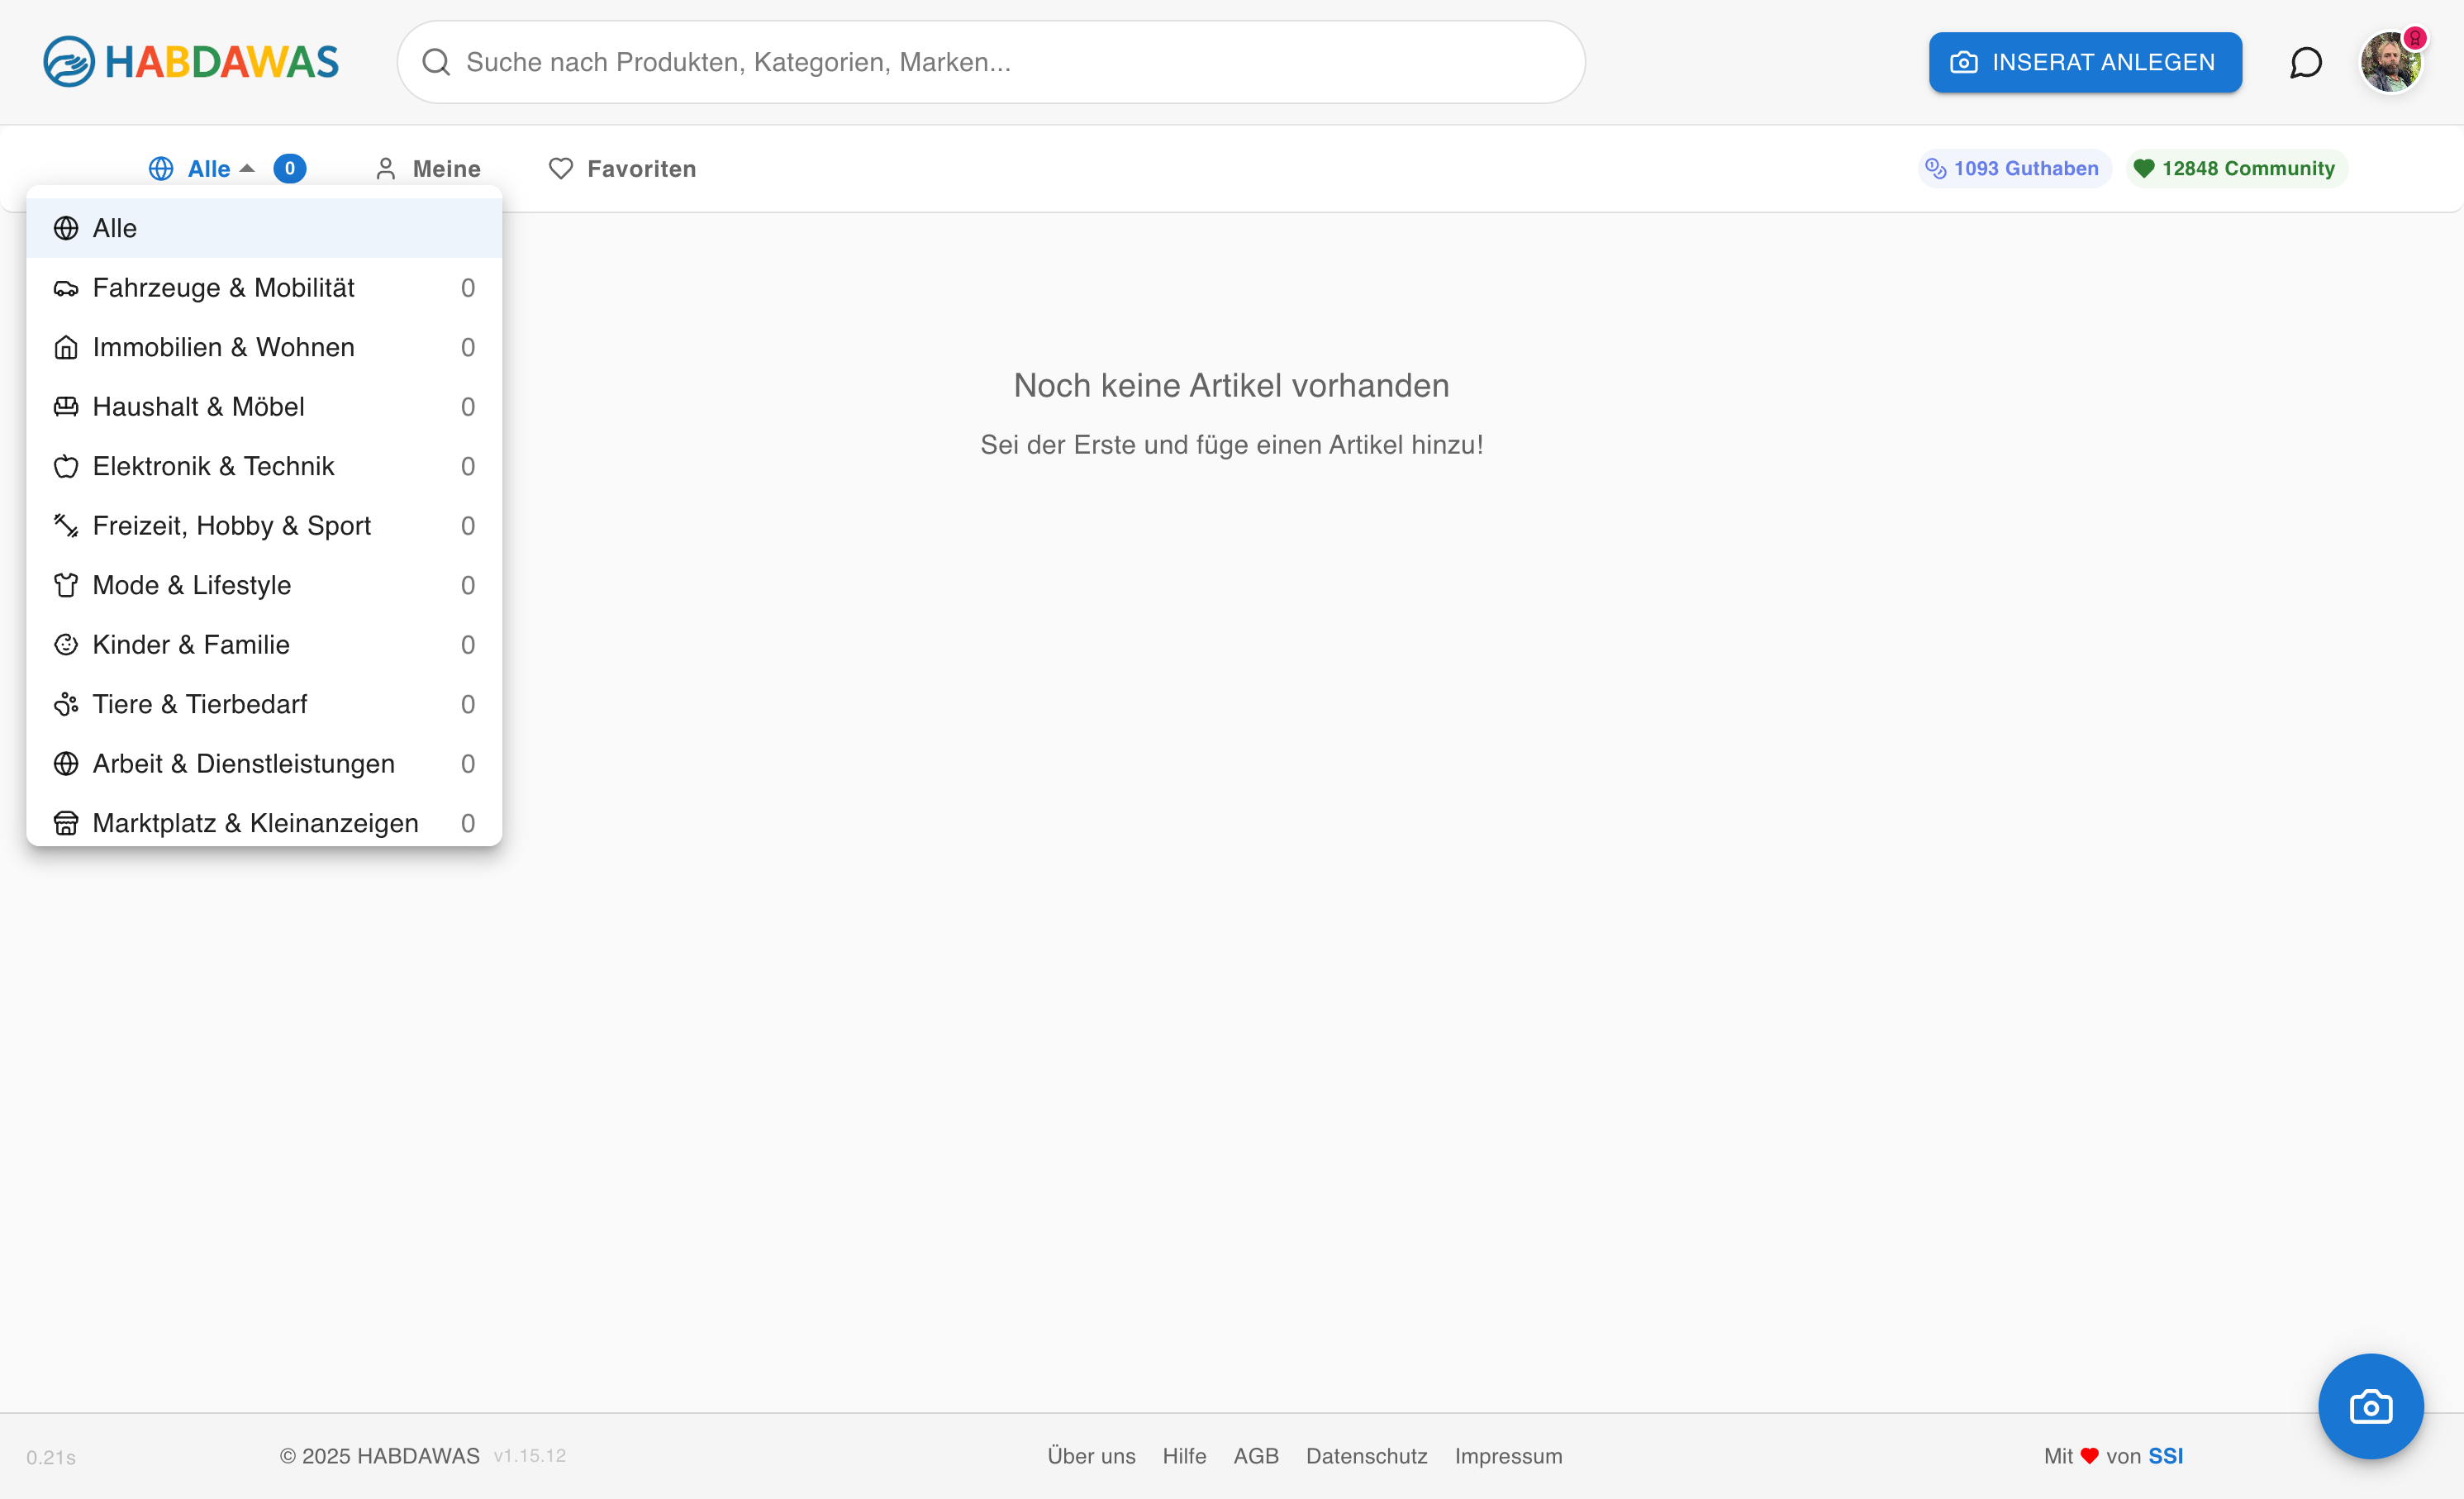 HABDAWAS
Suche nach Produkten, Kategorien, Marken...
INSERAT ANLEGEN
Alle 0
Meine
Favoriten
1093 Guthaben
12848 Community
Alle
Fahrzeuge & Mobilität 0
Immobilien & Wohnen 0
Haushalt & Möbel 0
Elektronik & Technik 0
Freizeit, Hobby & Sport 0
Mode & Lifestyle 0
Kinder & Familie 0
Tiere & Tierbedarf 0
Arbeit & Dienstleistungen 0
Marktplatz & Kleinanzeigen 0
Noch keine Artikel vorhanden
Sei der Erste und füge einen Artikel hinzu!
0.21s
© 2025 HABDAWAS v1.15.12
Über uns Hilfe AGB Datenschutz Impressum
Mit ❤ von SSI